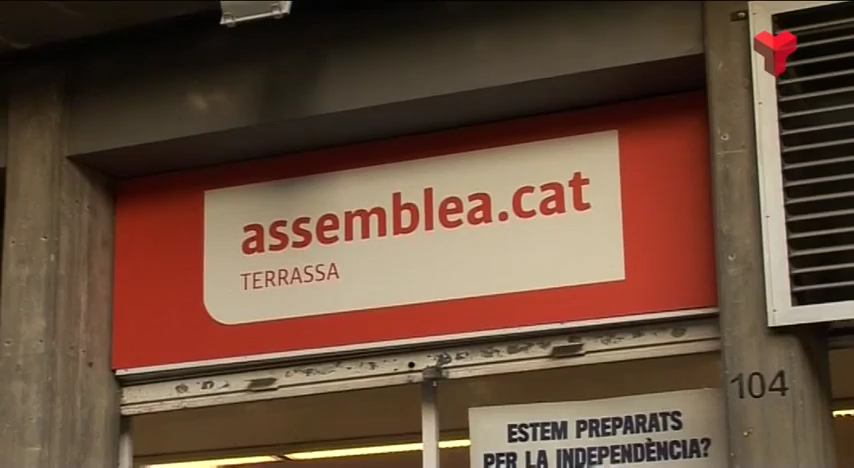 assemblea.cat
TERRASSA
104
ESTEM PREPARATS
PER LA INDEPENDÈNCIA?